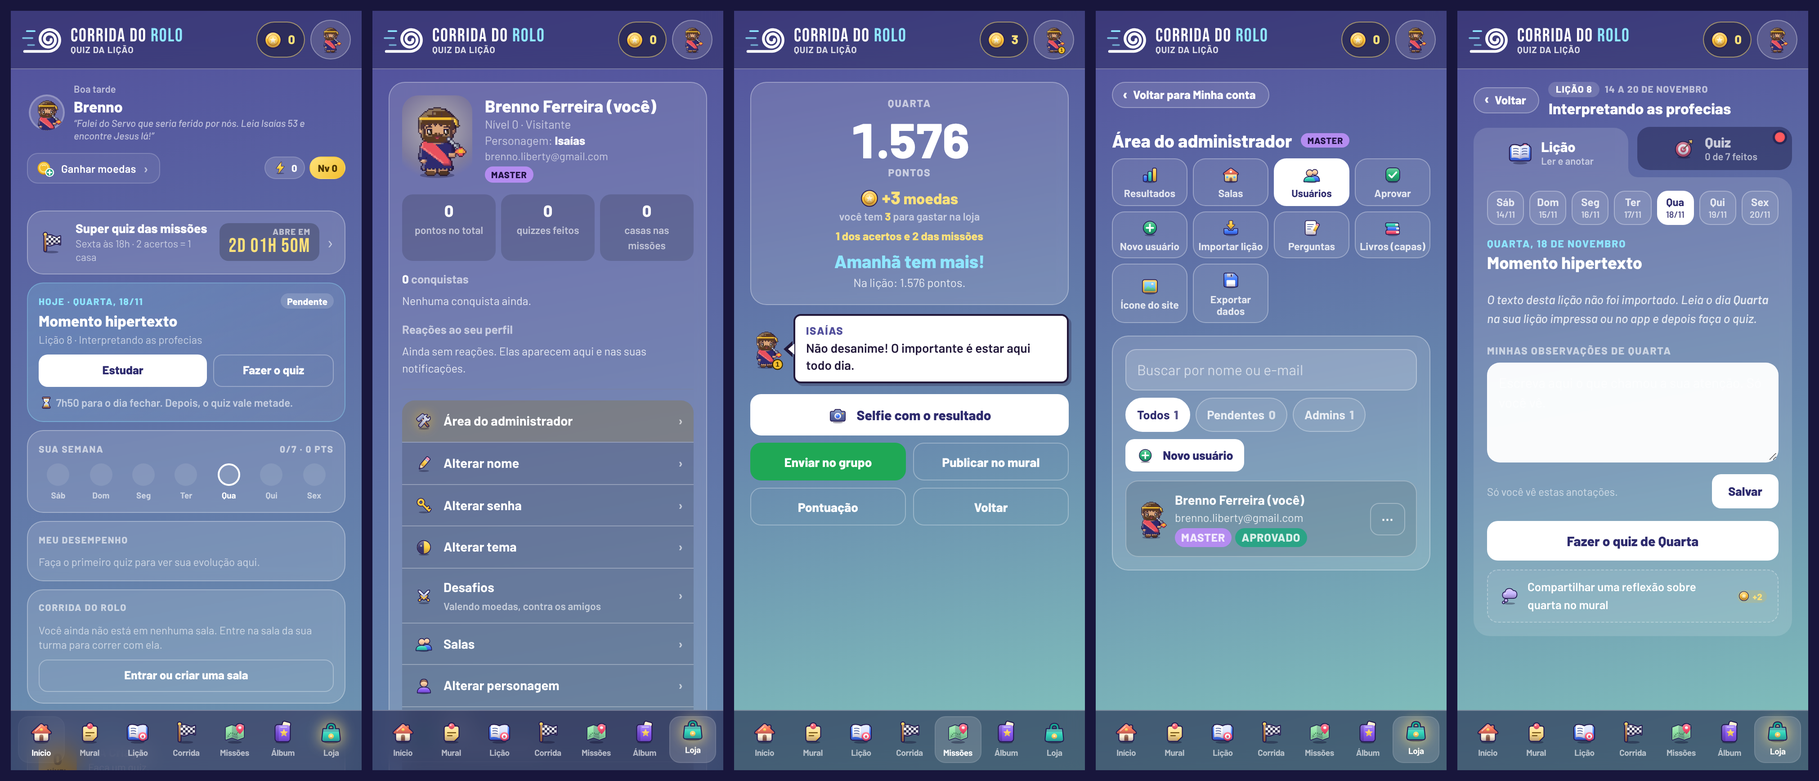 CORRIDA DO ROLO
QUIZ DA LIÇÃO
0
Boa tarde
Brenno
"Falei do Servo que seria ferido por nós. Leia Isaías 53 e
encontre Jesus lá!"
Ganhar moedas ›
0
Nv 0
Super quiz das missões
Sexta às 18h · 2 acertos = 1
casa
ABRE EM
2D 01H 50M
›
HOJE · QUARTA, 18/11
Pendente
Momento hipertexto
Lição 8 · Interpretando as profecias
Estudar
Fazer o quiz
7h50 para o dia fechar. Depois, o quiz vale metade.
SUA SEMANA
0/7 · 0 PTS
Sáb Dom Seg Ter Qua Qui Sex
MEU DESEMPENHO
Faça o primeiro quiz para ver sua evolução aqui.
CORRIDA DO ROLO
Você ainda não está em nenhuma sala. Entre na sala da sua
turma para correr com ela.
Entrar ou criar uma sala
Início Mural Lição Corrida Missões Álbum Loja
CORRIDA DO ROLO
QUIZ DA LIÇÃO
0
Brenno Ferreira (você)
Nível 0 · Visitante
Personagem: Isaías
brenno.liberty@gmail.com
MASTER
0
pontos no total
0
quizzes feitos
0
casas nas
missões
0 conquistas
Nenhuma conquista ainda.
Reações ao seu perfil
Ainda sem reações. Elas aparecem aqui e nas suas
notificações.
Área do administrador ›
Alterar nome ›
Alterar senha ›
Alterar tema ›
Desafios
Valendo moedas, contra os amigos
›
Salas ›
Alterar personagem ›
Início Mural Lição Corrida Missões Álbum Loja
CORRIDA DO ROLO
QUIZ DA LIÇÃO
3
QUARTA
1.576
PONTOS
+3 moedas
você tem 3 para gastar na loja
1 dos acertos e 2 das missões
Amanhã tem mais!
Na lição: 1.576 pontos.
ISAÍAS
Não desanime! O importante é estar aqui
todo dia.
Selfie com o resultado
Enviar no grupo
Publicar no mural
Pontuação
Voltar
Início Mural Lição Corrida Missões Álbum Loja
CORRIDA DO ROLO
QUIZ DA LIÇÃO
0
‹ Voltar para Minha conta
Área do administrador
MASTER
Resultados
Salas
Usuários
Aprovar
Novo usuário
Importar lição
Perguntas
Livros (capas)
Ícone do site
Exportar
dados
Buscar por nome ou e-mail
Todos 1
Pendentes 0
Admins 1
Novo usuário
Brenno Ferreira (você)
brenno.liberty@gmail.com
MASTER
APROVADO
...
Início Mural Lição Corrida Missões Álbum Loja
CORRIDA DO ROLO
QUIZ DA LIÇÃO
0
‹ Voltar
LIÇÃO 8
14 A 20 DE NOVEMBRO
Interpretando as profecias
Lição
Ler e anotar
Quiz
0 de 7 feitos
Sáb Dom Seg Ter Qua Qui Sex
14/11 15/11 16/11 17/11 18/11 19/11 20/11
QUARTA, 18 DE NOVEMBRO
Momento hipertexto
O texto desta lição não foi importado. Leia o dia Quarta
na sua lição impressa ou no app e depois faça o quiz.
MINHAS OBSERVAÇÕES DE QUARTA
Só você vê estas anotações.
Salvar
Fazer o quiz de Quarta
Compartilhar uma reflexão sobre
quarta no mural
+2
Início Mural Lição Corrida Missões Álbum Loja